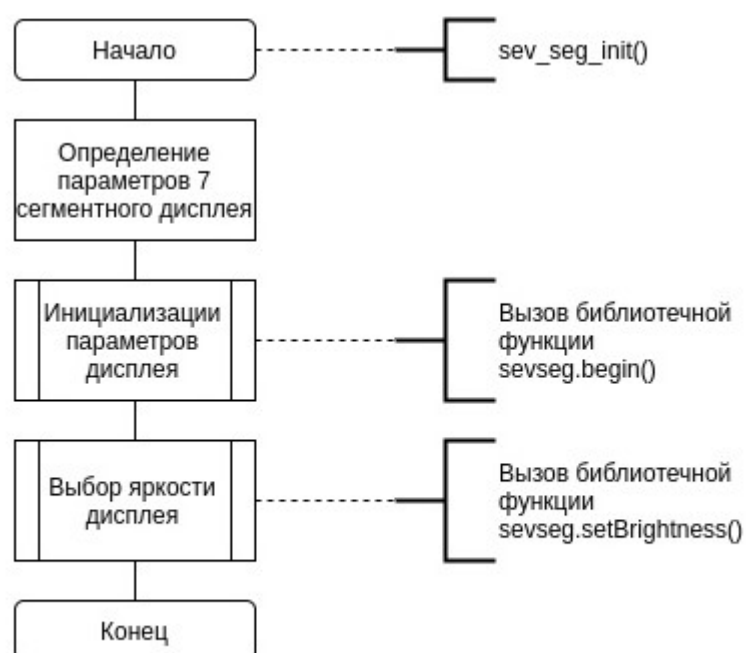 Начало
sev_seg_init()
Определение
параметров 7
сегментного дисплея
Инициализации
параметров
дисплея
Вызов библиотечной
функции
sevseg.begin()
Выбор яркости
дисплея
Вызов библиотечной
функции
sevseg.setBrightness()
Конец